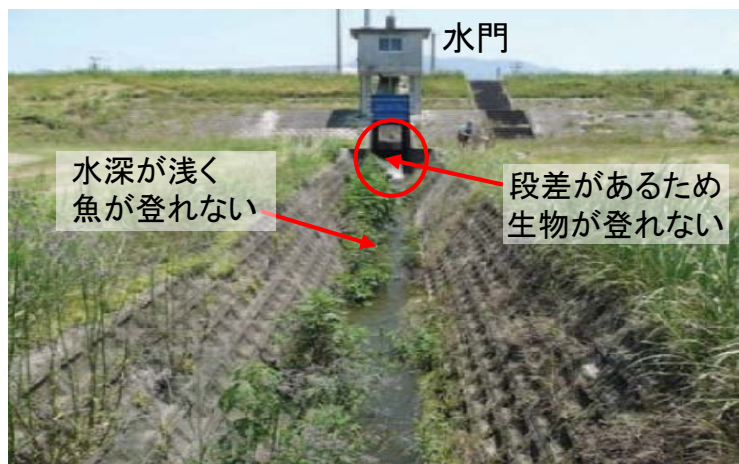 水門
水深が浅く
魚が登れない
段差があるため
生物が登れない